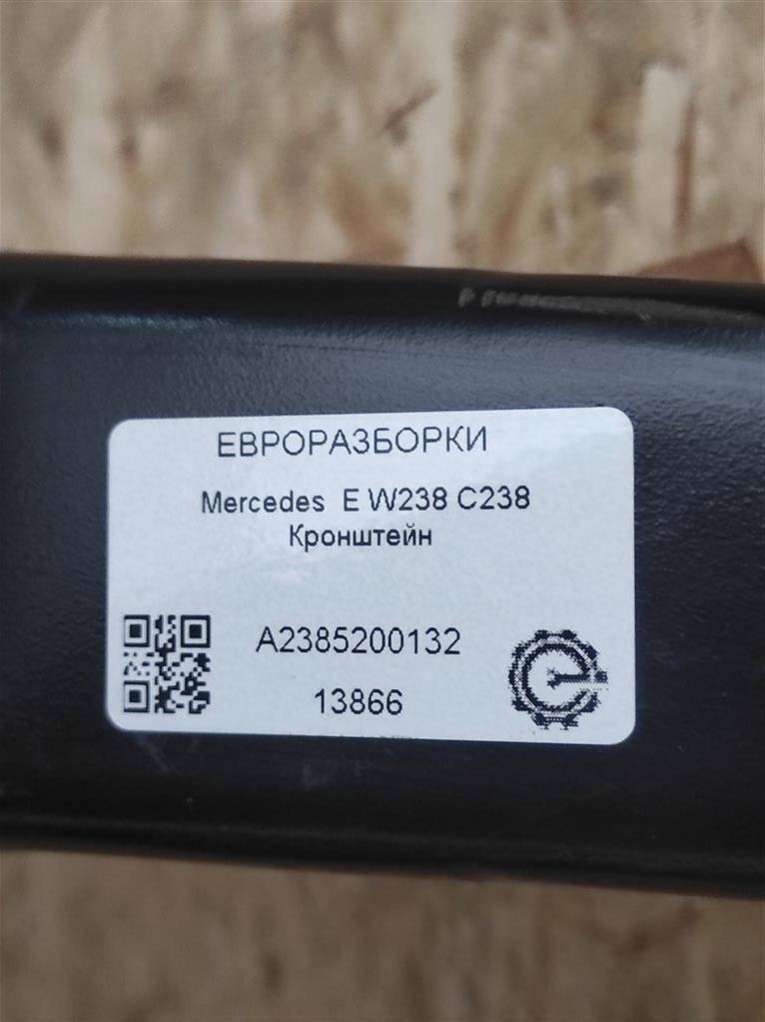 ЕВРОРАЗБОРКИ
Mercedes E W238 C238
Кронштейн
A2385200132
13866